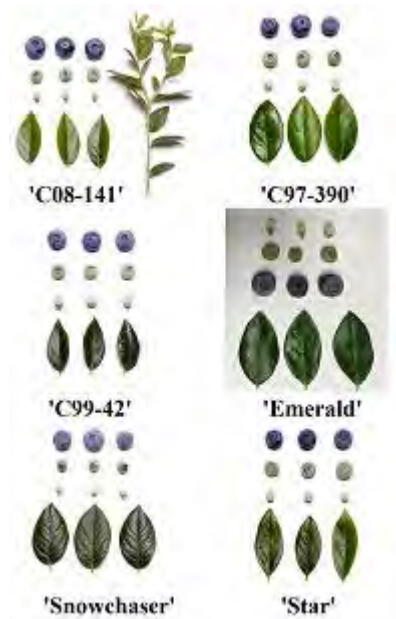 'C08-141'
'C97-390'
'C99-42'
'Emerald'
'Snowchaser'
'Star'